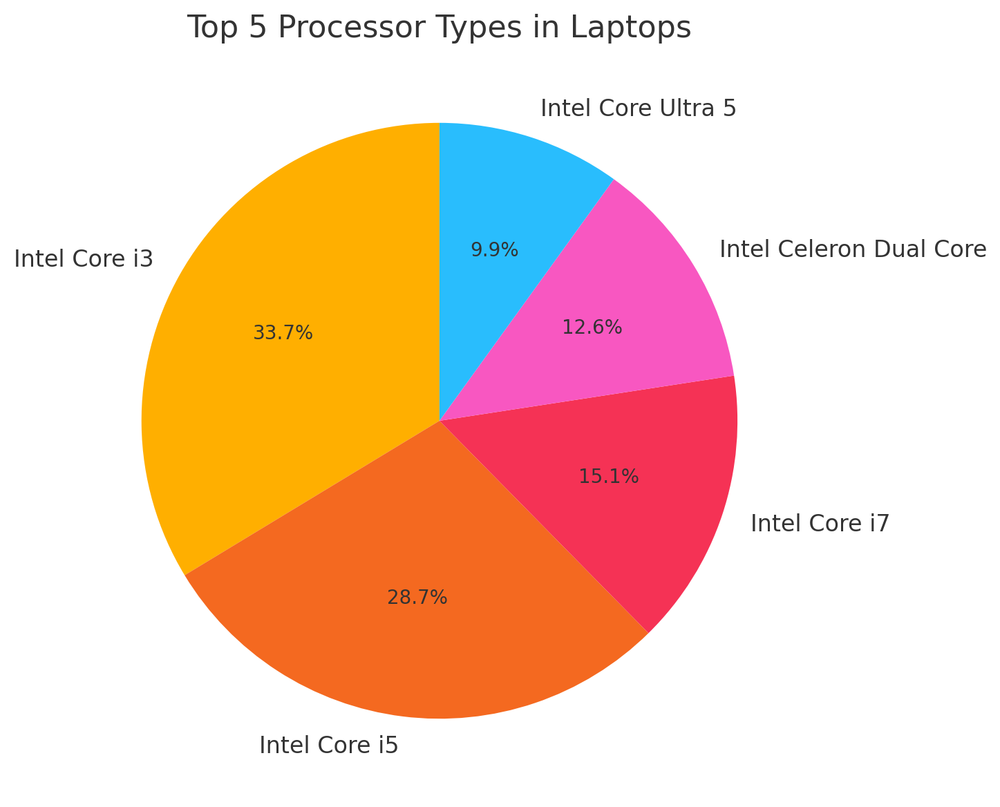 Top 5 Processor Types in Laptops
Intel Core Ultra 5
Intel Celeron Dual Core
Intel Core i3
9.9%
12.6%
33.7%
15.1%
Intel Core i7
28.7%
Intel Core i5